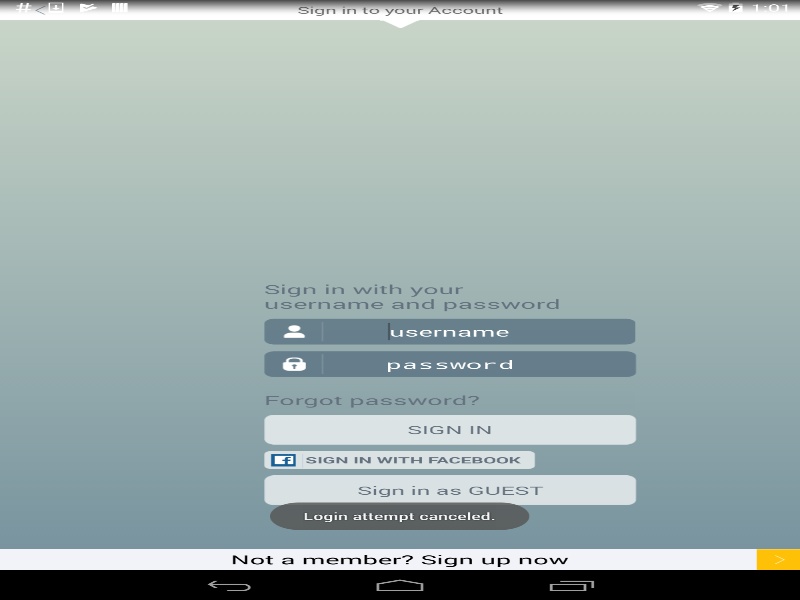 Sign in to your Account
1:01
Sign in with your
username and password
username
password
Forgot password?
SIGN IN
SIGN IN WITH FACEBOOK
Sign in as GUEST
Login attempt canceled.
Not a member? Sign up now